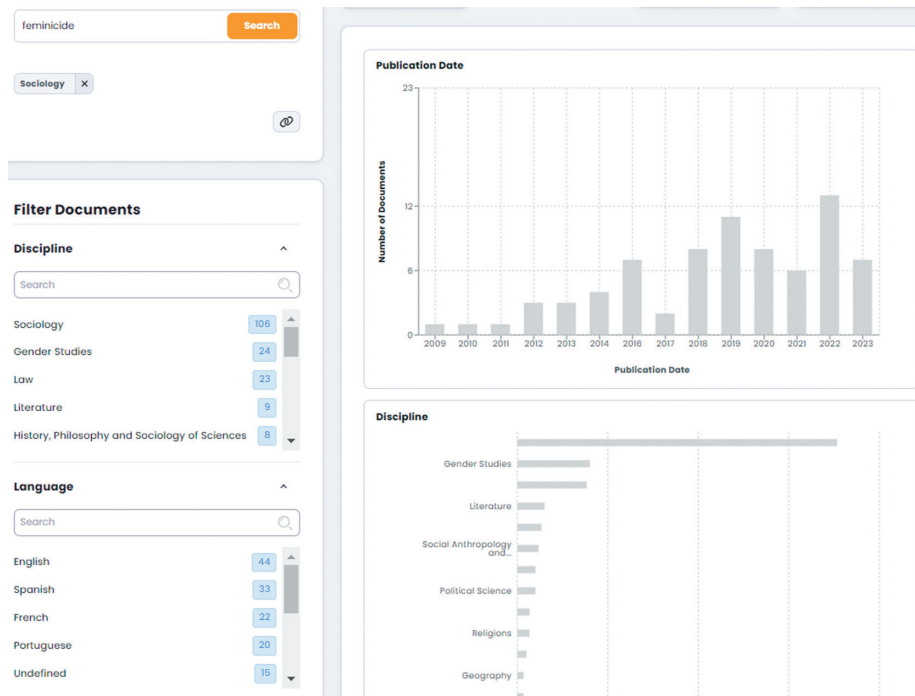 feminicide
Search
Sociology ×
Filter Documents
Discipline
Search
Sociology 106
Gender Studies 24
Law 23
Literature 9
History, Philosophy and Sociology of Sciences 8
Language
Search
English 44
Spanish 33
French 22
Portuguese 20
Undefined 15
Publication Date
Number of Documents
23
12
6
0
2009 2010 2011 2012 2013 2014 2016 2017 2018 2019 2020 2021 2022 2023
Publication Date
Discipline
Gender Studies
Literature
Social Anthropology
and...
Political Science
Religions
Geography